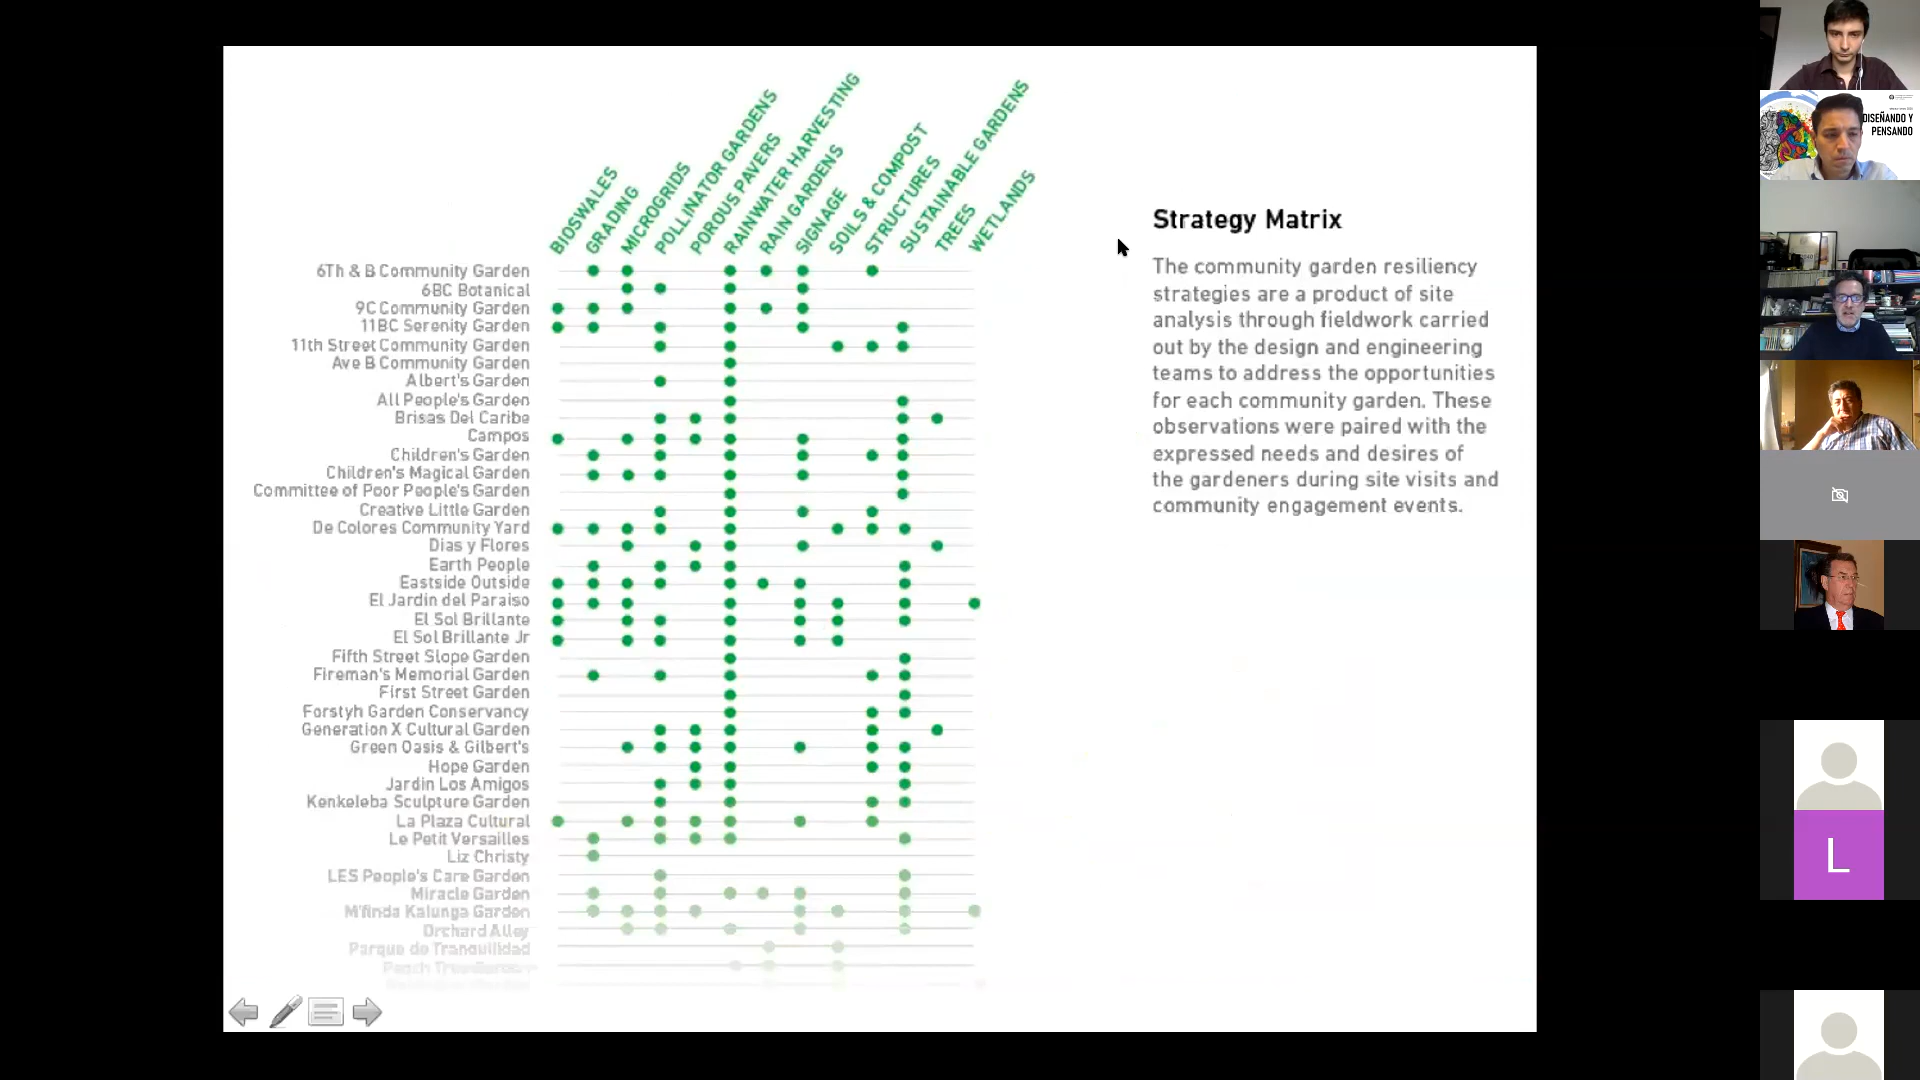 BIOSWALES
GRADING
MICROGRIDS
POLLINATOR GARDENS
POROUS PAVERS
RAINWATER HARVESTING
RAIN GARDENS
SIGNAGE
SOILS & COMPOST
STRUCTURES
SUSTAINABLE GARDENS
TREES
WETLANDS
6Th & B Community Garden
6BC Botanical
9C Community Garden
11BC Serenity Garden
11th Street Community Garden
Ave B Community Garden
Albert's Garden
All People's Garden
Brisas Del Caribe
Campos
Children's Garden
Children's Magical Garden
Committee of Poor People's Garden
Creative Little Garden
De Colores Community Yard
Dias y Flores
Earth People
Eastside Outside
El Jardin del Paraiso
El Sol Brillante
El Sol Brillante Jr
Fifth Street Slope Garden
Fireman's Memorial Garden
First Street Garden
Forstyh Garden Conservancy
Generation X Cultural Garden
Green Oasis & Gilbert's
Hope Garden
Jardin Los Amigos
Kenkeleba Sculpture Garden
La Plaza Cultural
Le Petit Versailles
Liz Christy
LES People's Care Garden
Miracle Garden
M'finda Kalunga Garden
Orchard Alley
Parque de Tranquilidad
Strategy Matrix
The community garden resiliency
strategies are a product of site
analysis through fieldwork carried
out by the design and engineering
teams to address the opportunities
for each community garden. These
observations were paired with the
expressed needs and desires of
the gardeners during site visits and
community engagement events.
DISEÑANDO Y
PENSANDO
L